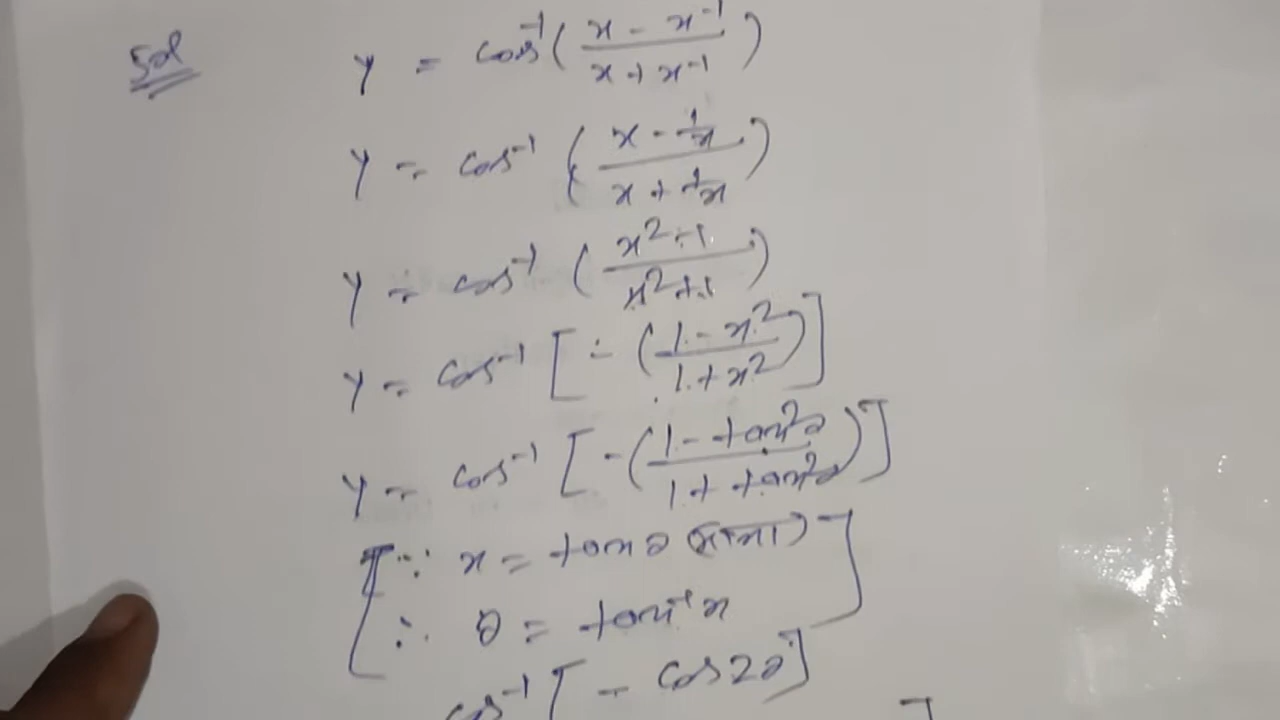 Sol y = cos⁻¹ ( (x - x⁻¹) / (x + x⁻¹) )
y = cos⁻¹ ( (x - 1/x) / (x + 1/x) )
y = cos⁻¹ ( (x² - 1) / (x² + 1) )
y = cos⁻¹ [ - ( (1 - x²) / (1 + x²) ) ]
y = cos⁻¹ [ - ( (1 - tan²θ) / (1 + tan²θ) ) ]
[ ∵ x = tan θ
∴ θ = tan⁻¹x ]
cos⁻¹ [ - cos2θ ]